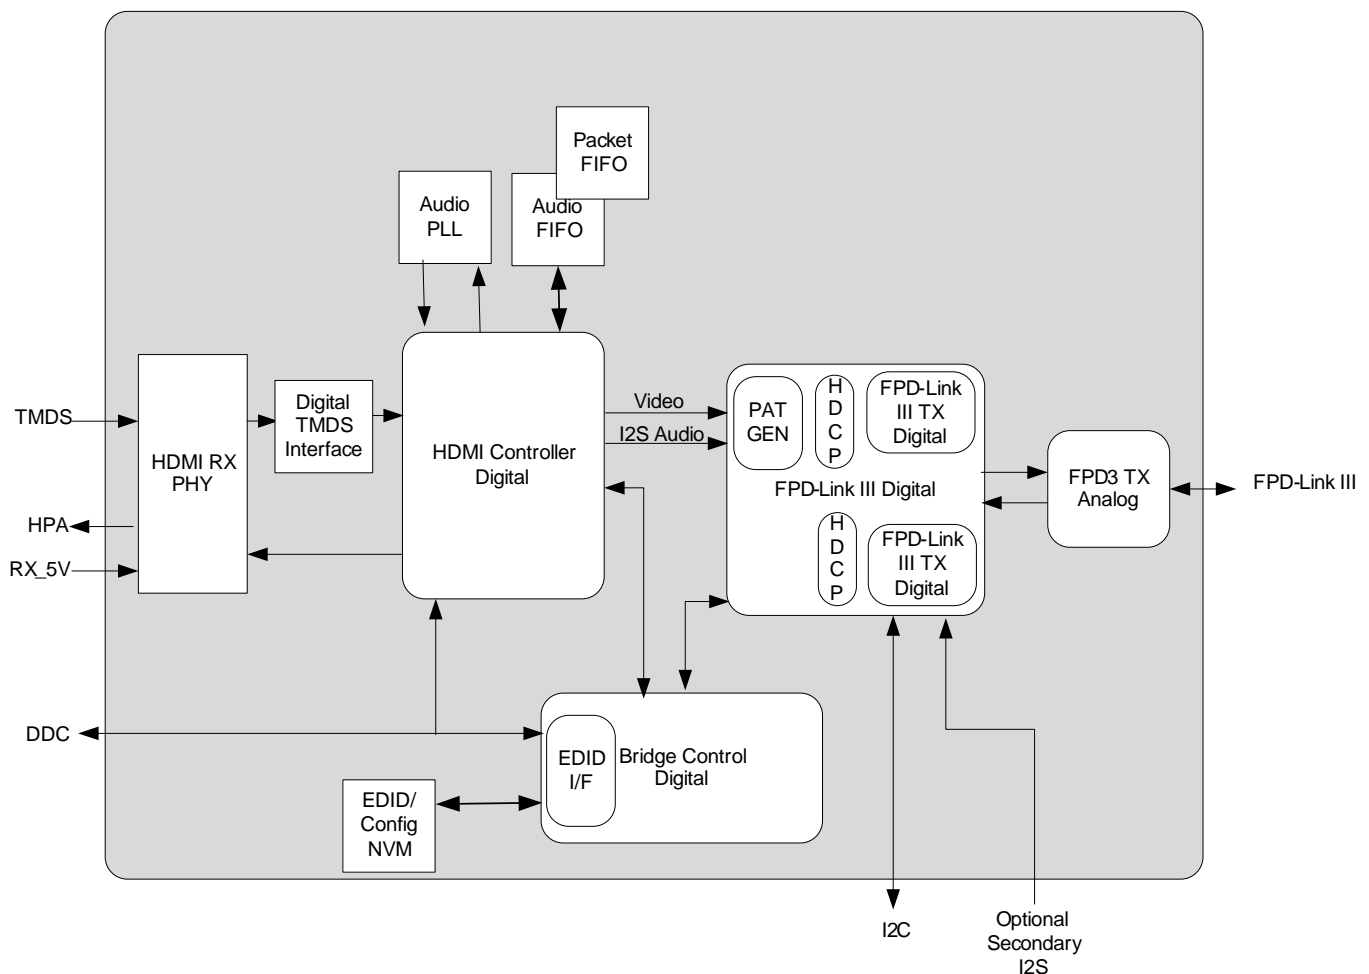 Packet
FIFO
Audio
PLL
Audio
FIFO
TMDS
HPA
RX_5V
HDMI RX
PHY
Digital
TMDS
Interface
HDMI Controller
Digital
Video
I2S Audio
PAT
GEN
H
D
C
P
FPD-Link
III TX
Digital
FPD-Link III Digital
H
D
C
P
FPD-Link
III TX
Digital
FPD3 TX
Analog
FPD-Link III
DDC
EDID
I/F
Bridge Control
Digital
EDID/
Config
NVM
I2C
Optional
Secondary
I2S